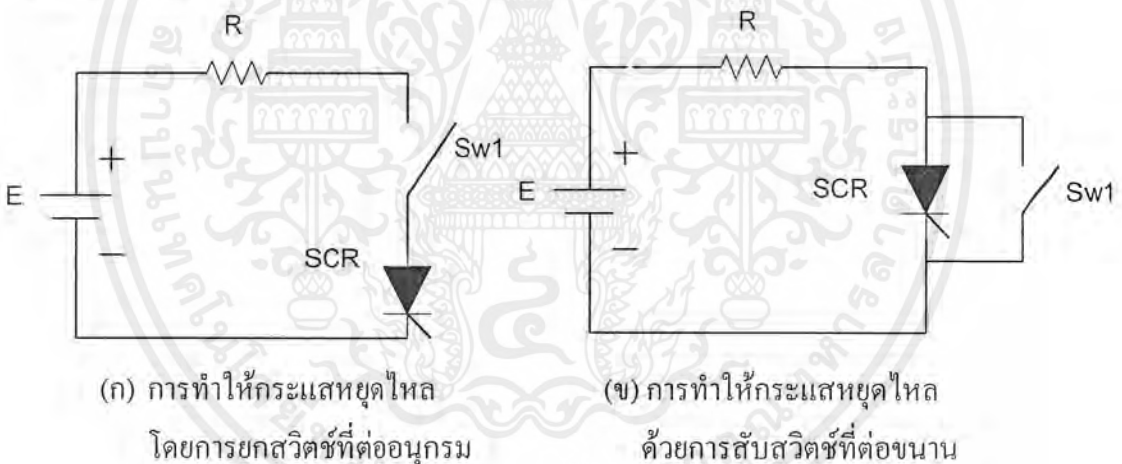 R
Sw1
+
E
−
SCR
R
+
E
SCR
Sw1
−
(ก) การทำให้กระแสหยุดไหล
โดยการยกสวิตช์ที่ต่ออนุกรม
(ข) การทำให้กระแสหยุดไหล
ด้วยการสับสวิตช์ที่ต่อขนาน